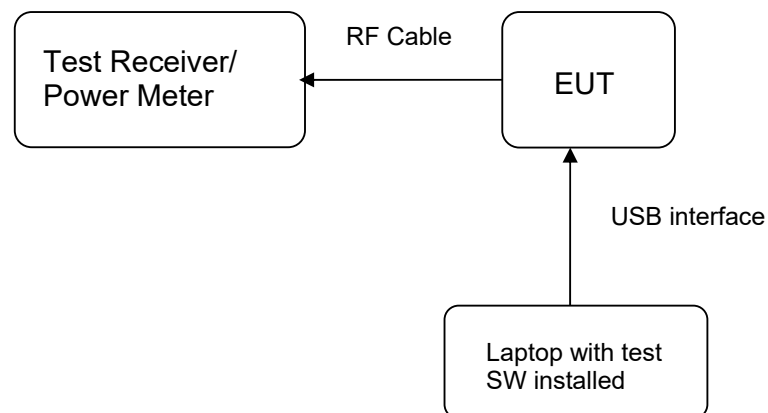 RF Cable
Test Receiver/
Power Meter
EUT
USB interface
Laptop with test
SW installed